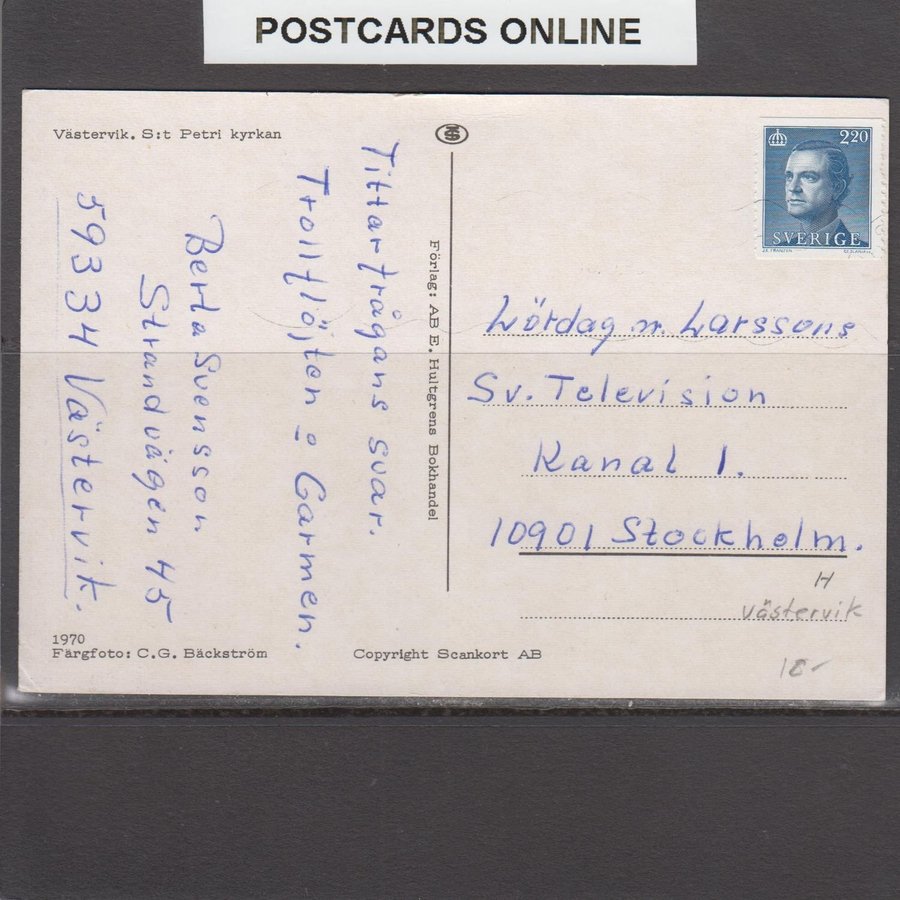 POSTCARDS ONLINE
Västervik. S:t Petri kyrkan
Tittarfrågans svar.
Trollflöjten = Carmen.
Berta Svensson
Strandvägen 45
59334 Västervik.
Förlag: AB E. Hultgrens Bokhandel
2.20
SVERIGE
Lördag m. Larssons
Sv. Television
Kanal 1.
10901 Stockholm.
H
västervik
18-
1970
Färgfoto: C.G. Bäckström
Copyright Scankort AB